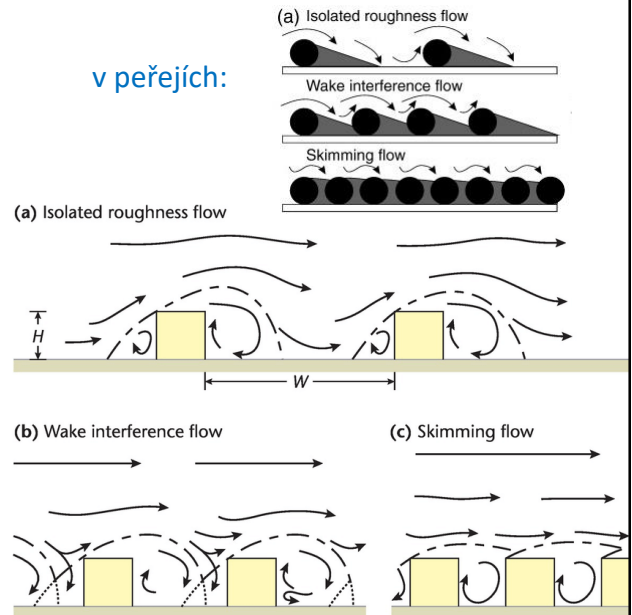 (a) Isolated roughness flow
v peřejích:
Wake interference flow
Skimming flow
(a) Isolated roughness flow
H
W
(b) Wake interference flow
(c) Skimming flow